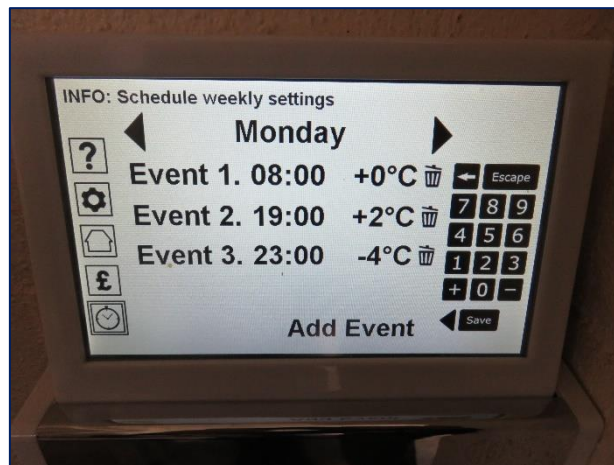 INFO: Schedule weekly settings
Monday
?
Event 1. 08:00 +0°C
Escape
Event 2. 19:00 +2°C
7 8 9
4 5 6
Event 3. 23:00 -4°C
1 2 3
£
+ 0 −
Add Event
Save